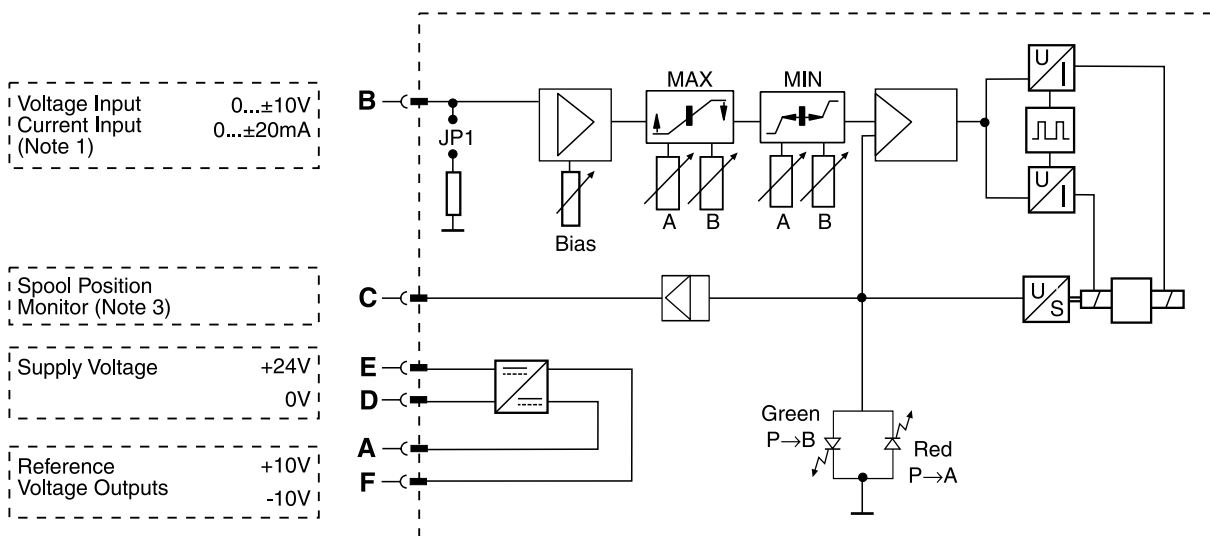 Voltage Input 0...±10V
Current Input 0...±20mA
(Note 1)
B
JP1
Bias
MAX
A B
MIN
A B
U
I
U
I
Spool Position
Monitor (Note 3)
C
U
S
Supply Voltage +24V
0V
E
D
Reference +10V
Voltage Outputs
-10V
A
F
Green
P→B
Red
P→A